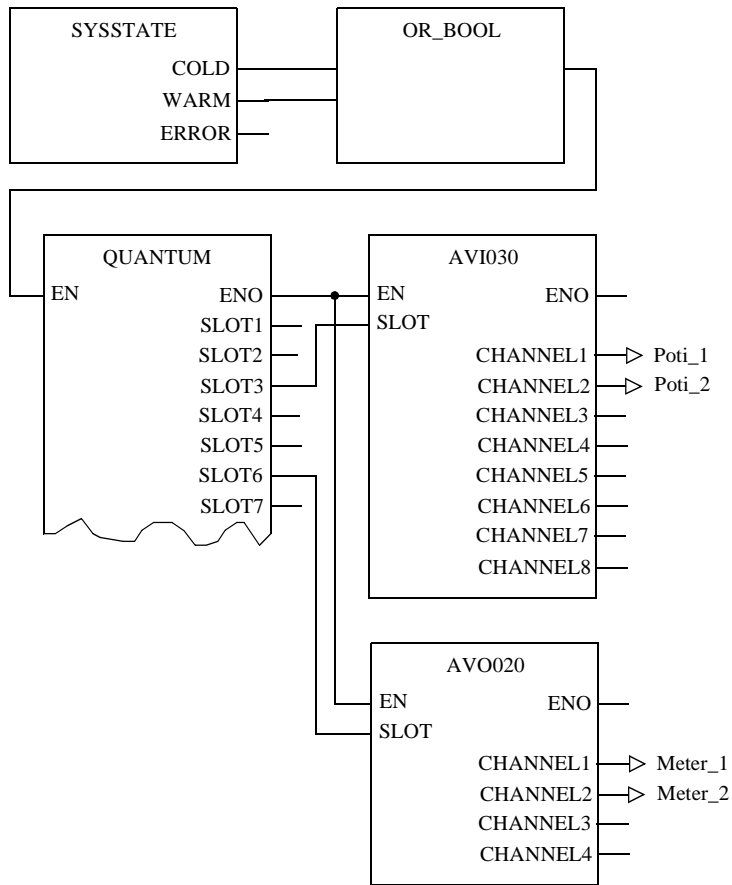 SYSSTATE
COLD
WARM
ERROR
OR_BOOL
QUANTUM
EN
ENO
SLOT1
SLOT2
SLOT3
SLOT4
SLOT5
SLOT6
SLOT7
AVI030
EN
ENO
SLOT
CHANNEL1 Poti_1
CHANNEL2 Poti_2
CHANNEL3
CHANNEL4
CHANNEL5
CHANNEL6
CHANNEL7
CHANNEL8
AVO020
EN
ENO
SLOT
CHANNEL1 Meter_1
CHANNEL2 Meter_2
CHANNEL3
CHANNEL4